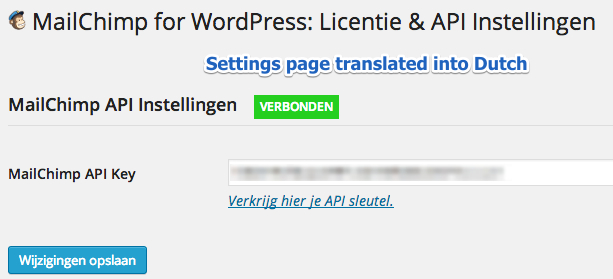 MailChimp for WordPress: Licentie & API Instellingen
Settings page translated into Dutch
MailChimp API Instellingen VERBONDEN
MailChimp API Key
Verkrijg hier je API sleutel.
Wijzigingen opslaan